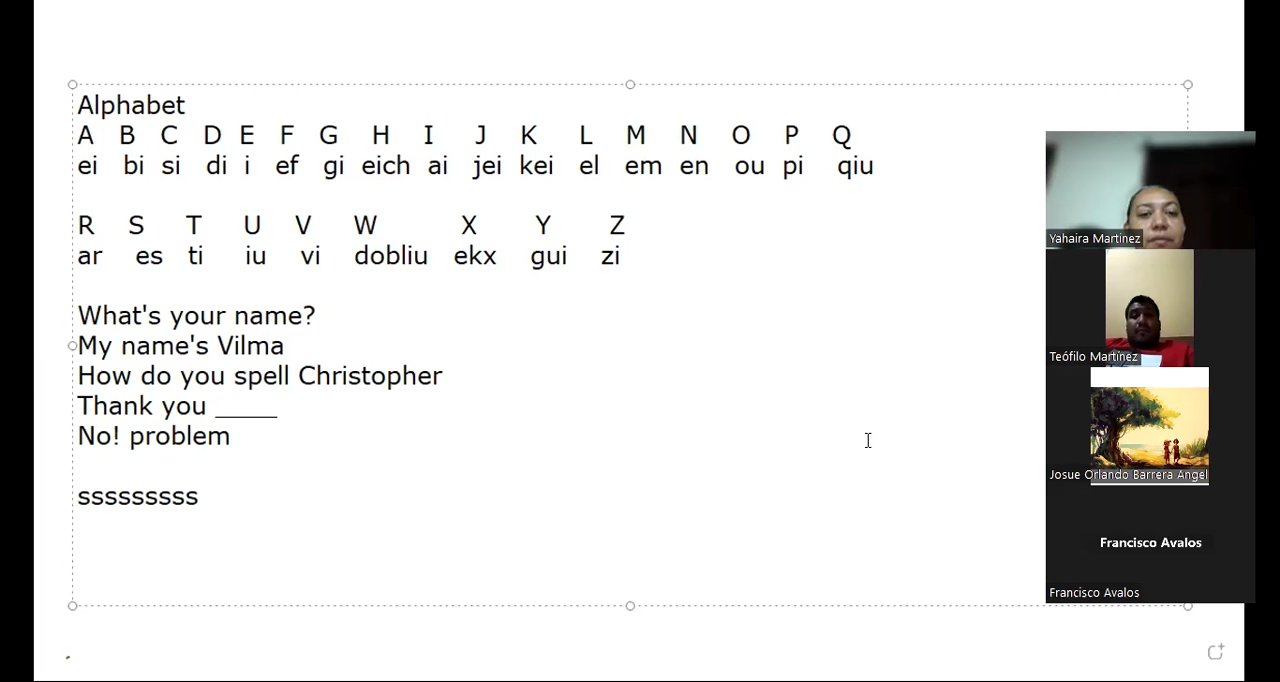 Alphabet
A B C D E F G H I J K L M N O P Q
ei bi si di i ef gi eich ai jei kei el em en ou pi qiu
R S T U V W X Y Z
ar es ti iu vi dobliu ekx gui zi
What's your name?
My name's Vilma
How do you spell Christopher
Thank you _____
No! problem
sssssssss
Yahaira Martinez
Teófilo Martínez
Josue Orlando Barrera Angel
Francisco Avalos
Francisco Avalos